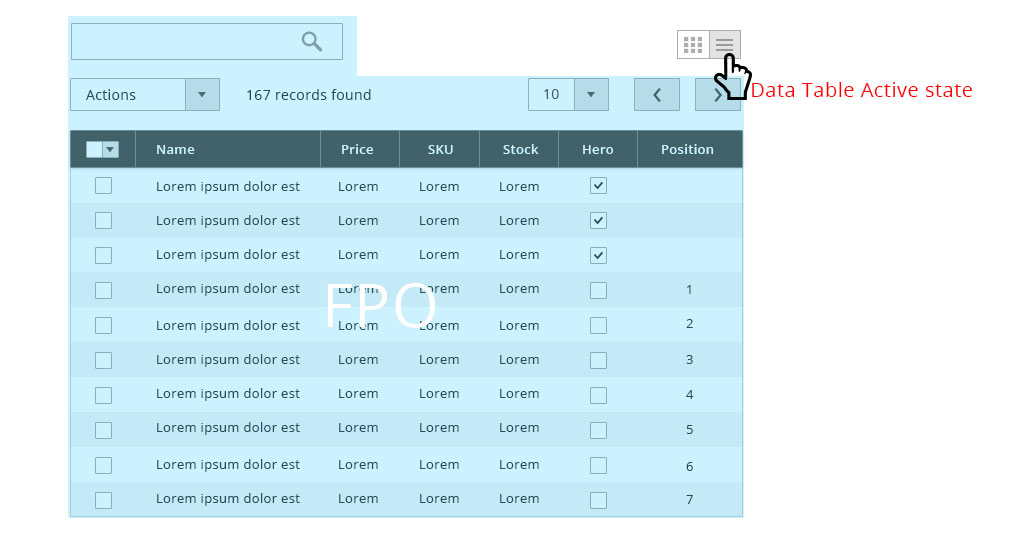 Data Table Active state
Actions 167 records found 10
Name Price SKU Stock Hero Position
Lorem ipsum dolor est Lorem Lorem Lorem
Lorem ipsum dolor est Lorem Lorem Lorem
Lorem ipsum dolor est Lorem Lorem Lorem
Lorem ipsum dolor est Lorem Lorem Lorem 1
FPO
Lorem ipsum dolor est Lorem Lorem Lorem 2
Lorem ipsum dolor est Lorem Lorem Lorem 3
Lorem ipsum dolor est Lorem Lorem Lorem 4
Lorem ipsum dolor est Lorem Lorem Lorem 5
Lorem ipsum dolor est Lorem Lorem Lorem 6
Lorem ipsum dolor est Lorem Lorem Lorem 7